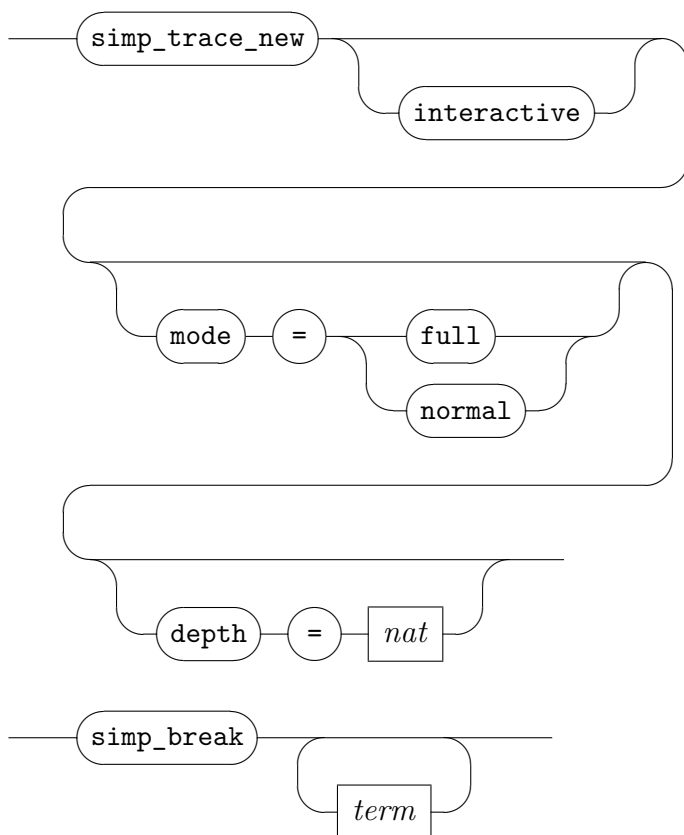 simp_trace_new
interactive
mode = full
normal
depth = nat
simp_break
term